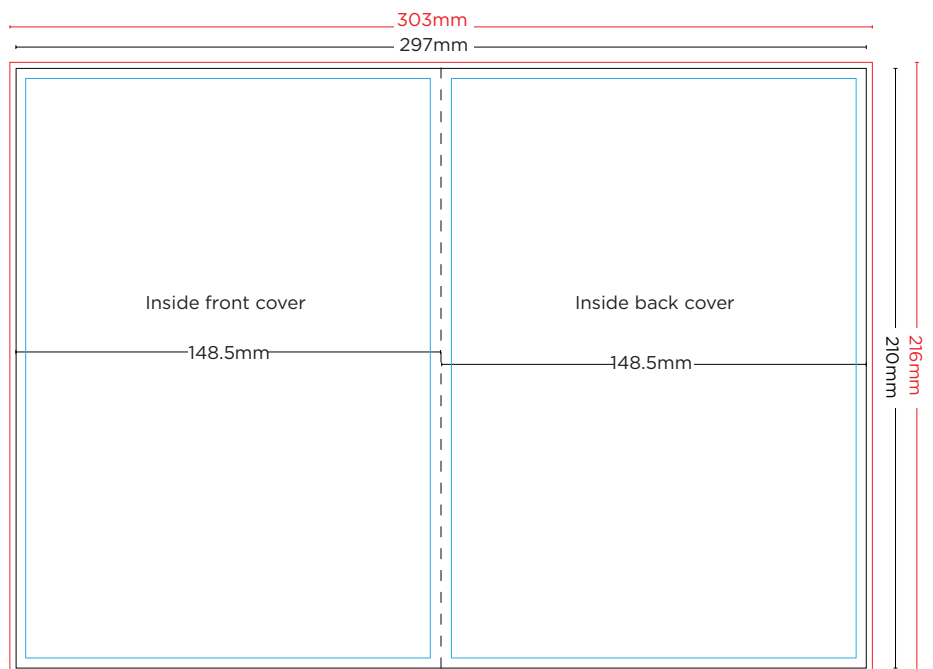 303mm
297mm
Inside front cover
Inside back cover
148.5mm
148.5mm
210mm
216mm